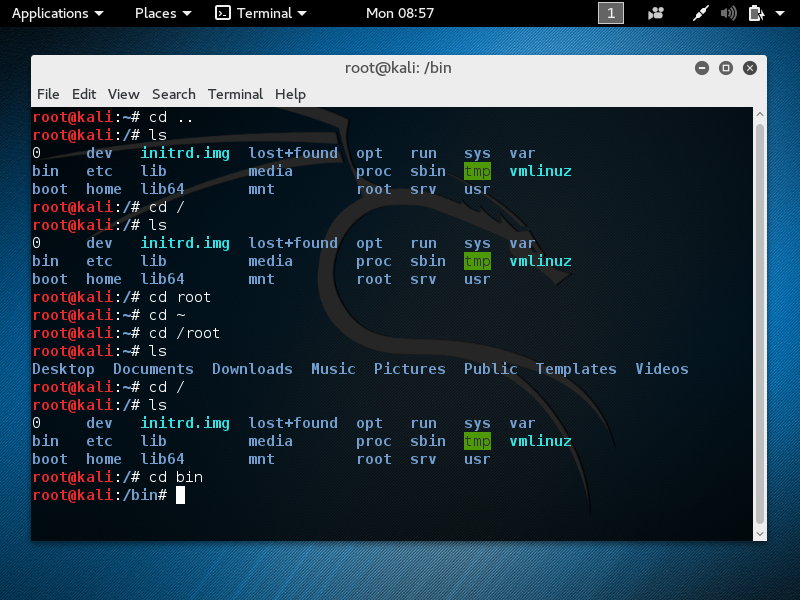 Applications Places Terminal Mon 08:57 1
root@kali: /bin
File Edit View Search Terminal Help
root@kali:~# cd ..
root@kali:/# ls
0 dev initrd.img lost+found opt run sys var
bin etc lib media proc sbin tmp vmlinuz
boot home lib64 mnt root srv usr
root@kali:/# cd /
root@kali:/# ls
0 dev initrd.img lost+found opt run sys var
bin etc lib media proc sbin tmp vmlinuz
boot home lib64 mnt root srv usr
root@kali:/# cd root
root@kali:~# cd ~
root@kali:~# cd /root
root@kali:~# ls
Desktop Documents Downloads Music Pictures Public Templates Videos
root@kali:~# cd /
root@kali:/# ls
0 dev initrd.img lost+found opt run sys var
bin etc lib media proc sbin tmp vmlinuz
boot home lib64 mnt root srv usr
root@kali:/# cd bin
root@kali:/bin#